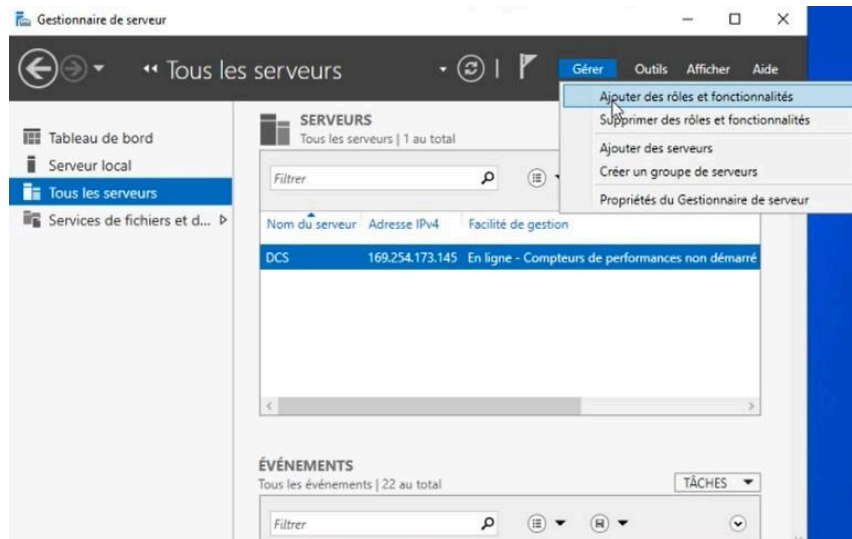 Gestionnaire de serveur
Tous les serveurs
Gérer Outils Afficher Aide
Ajouter des rôles et fonctionnalités
Supprimer des rôles et fonctionnalités
Ajouter des serveurs
Créer un groupe de serveurs
Propriétés du Gestionnaire de serveur
Tableau de bord
Serveur local
Tous les serveurs
Services de fichiers et d...
SERVEURS
Tous les serveurs | 1 au total
Filtrer
Nom du serveur Adresse IPv4 Facilité de gestion
DCS 169.254.173.145 En ligne - Compteurs de performances non démarré
ÉVÉNEMENTS
Tous les événements | 22 au total
TÂCHES
Filtrer